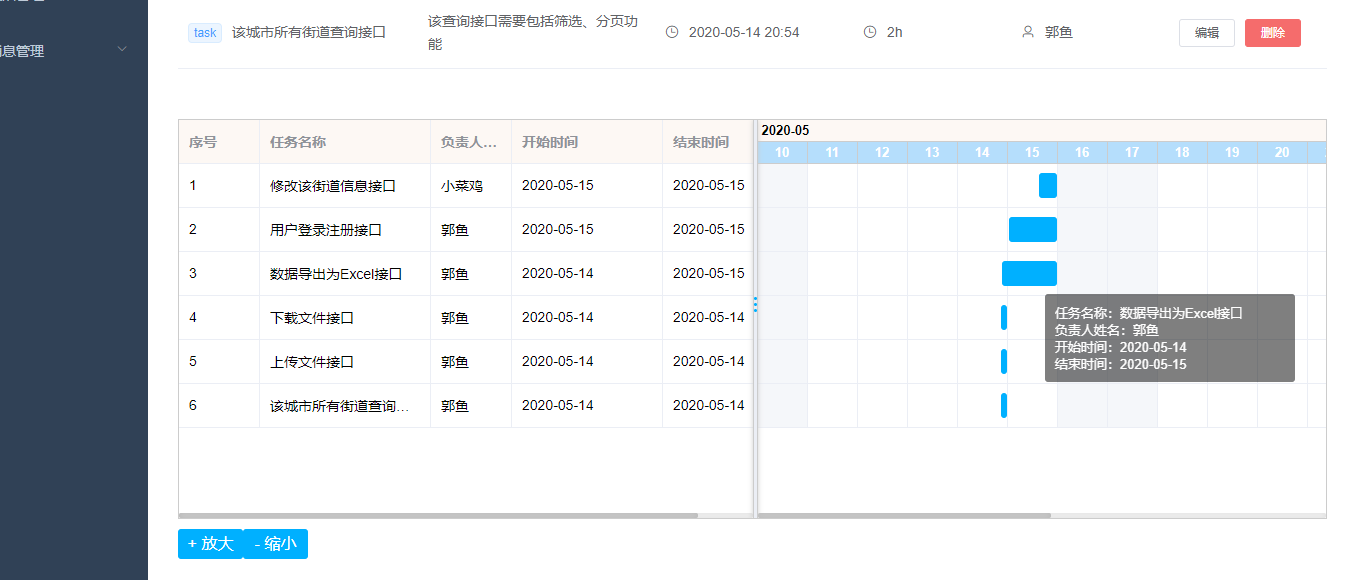 息管理
task 该城市所有街道查询接口 该查询接口需要包括筛选、分页功能 2020-05-14 20:54 2h 郭鱼 编辑 删除
序号 任务名称 负责人... 开始时间 结束时间
1 修改该街道信息接口 小菜鸡 2020-05-15 2020-05-15
2 用户登录注册接口 郭鱼 2020-05-15 2020-05-15
3 数据导出为Excel接口 郭鱼 2020-05-14 2020-05-15
4 下载文件接口 郭鱼 2020-05-14 2020-05-14
5 上传文件接口 郭鱼 2020-05-14 2020-05-14
6 该城市所有街道查询... 郭鱼 2020-05-14 2020-05-14
2020-05
10 11 12 13 14 15 16 17 18 19 20
任务名称：数据导出为Excel接口
负责人姓名：郭鱼
开始时间：2020-05-14
结束时间：2020-05-15
+ 放大 - 缩小